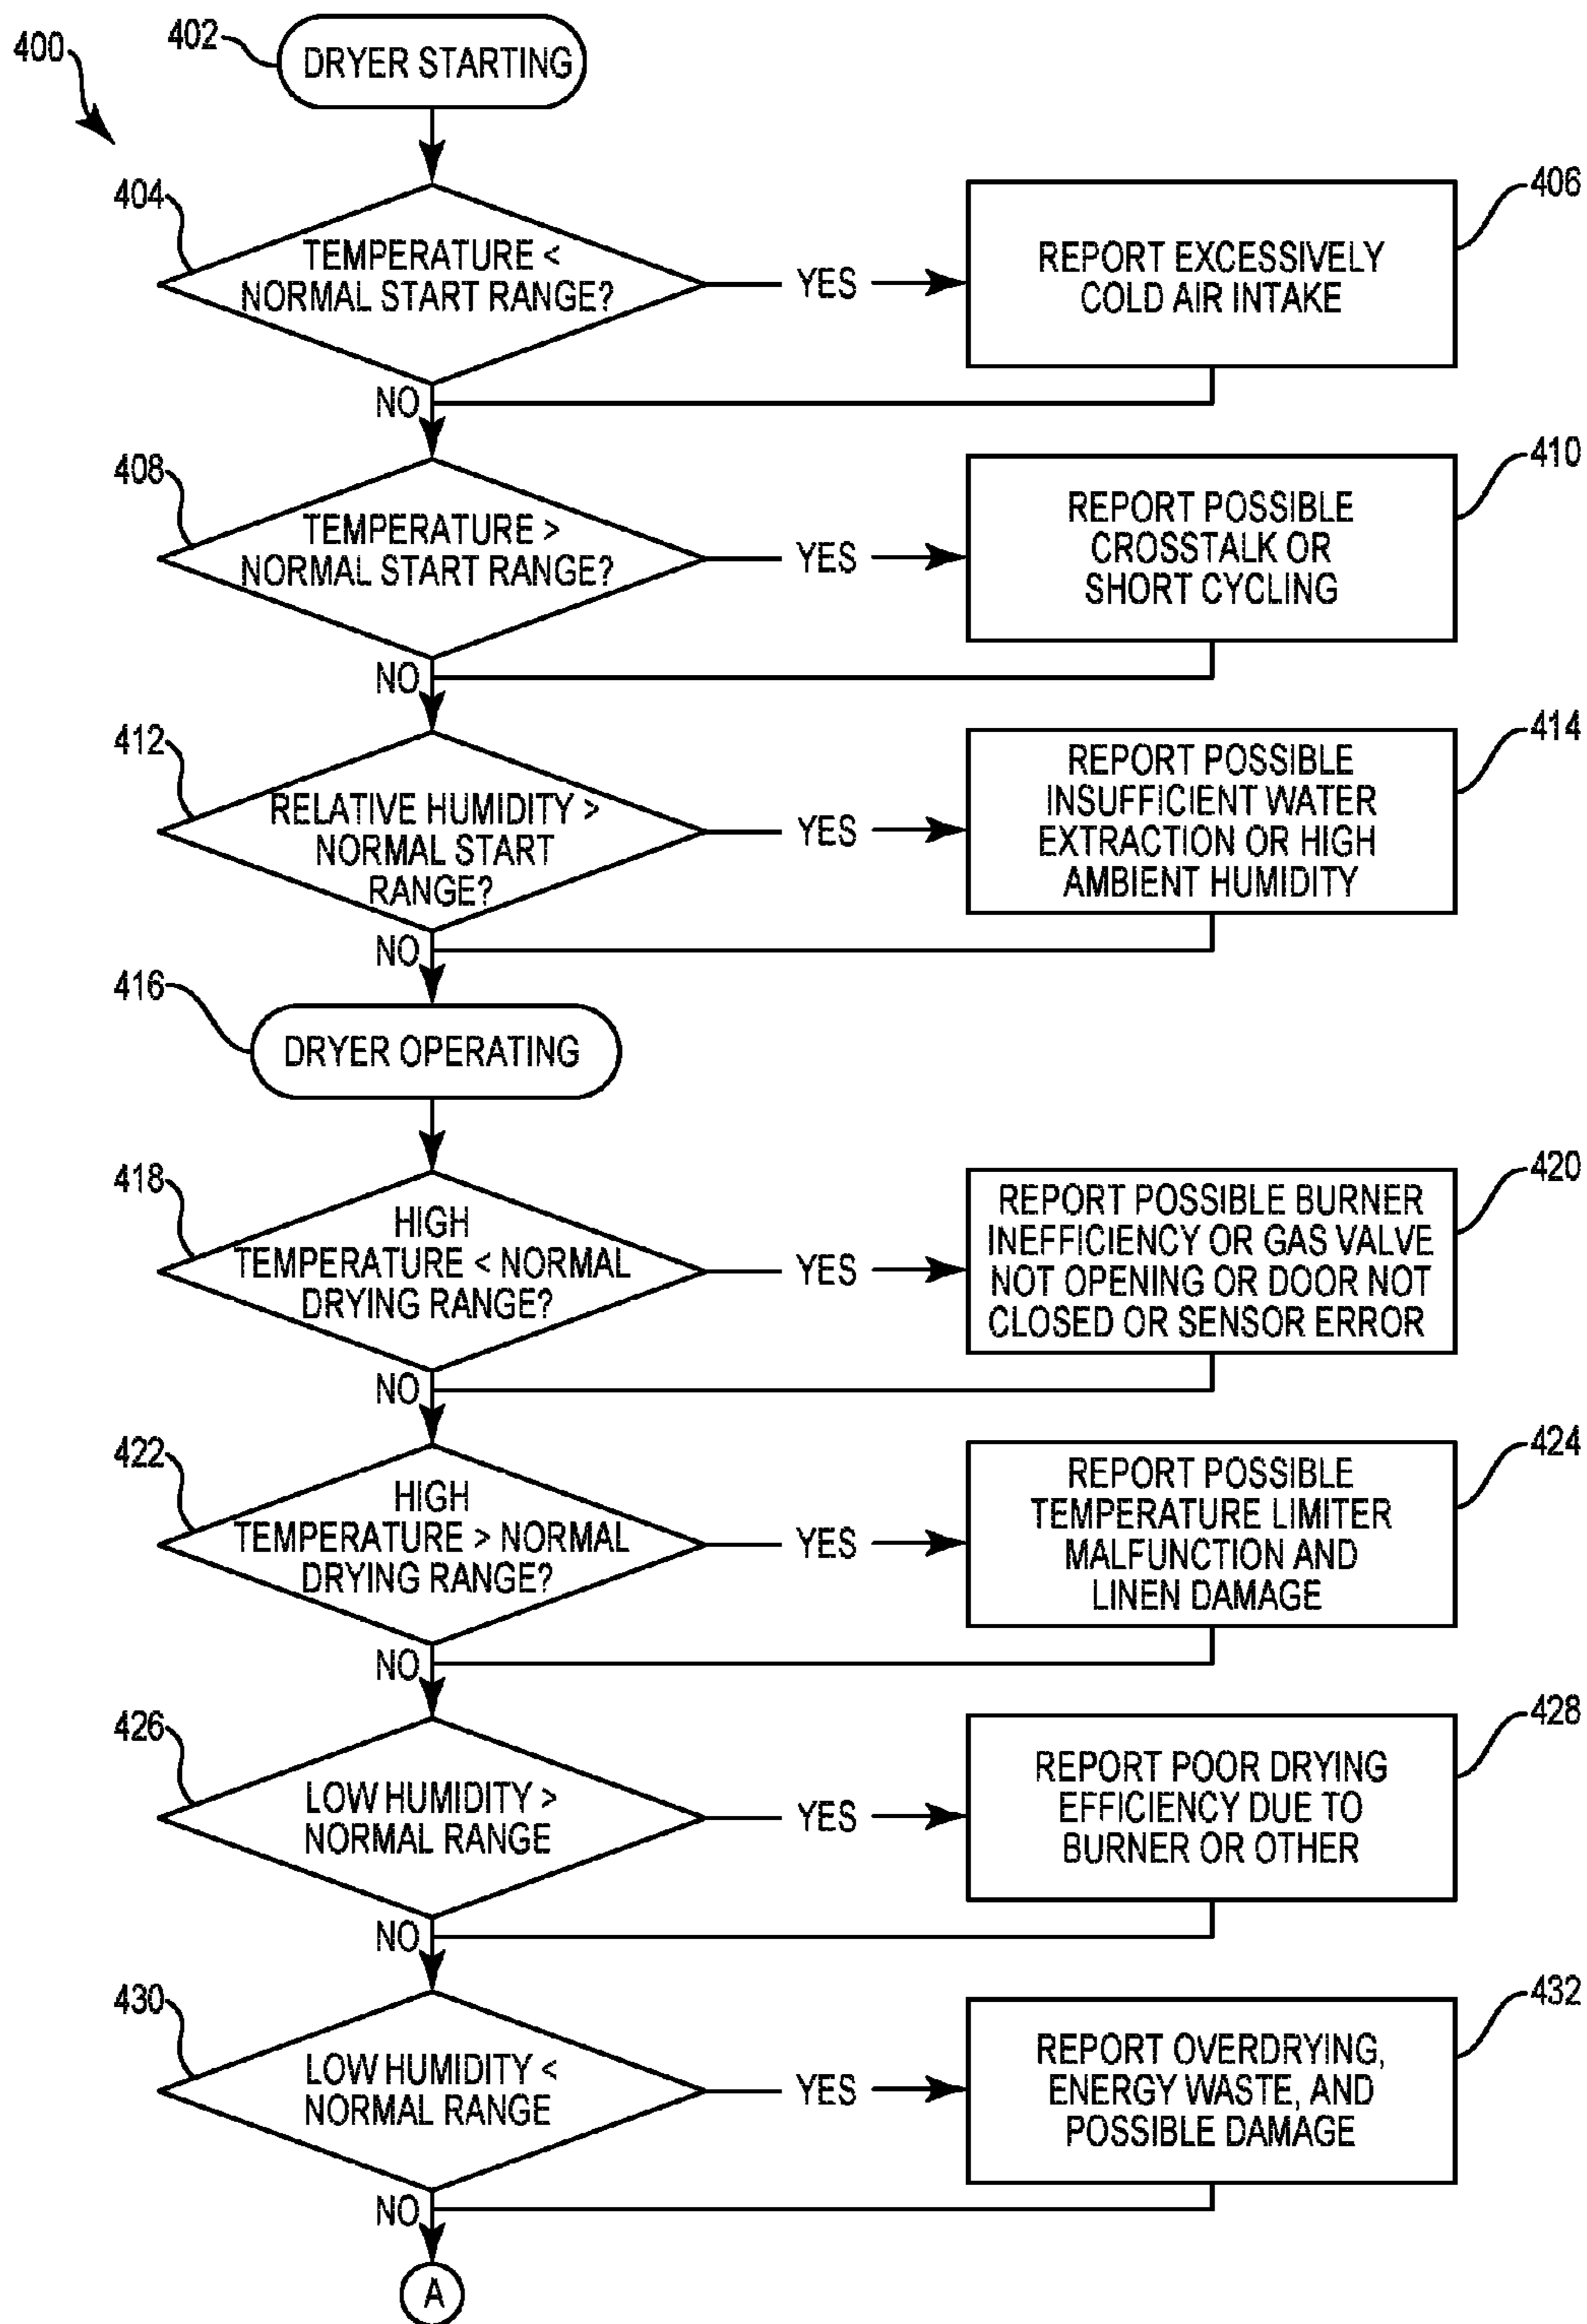 400
402
DRYER STARTING
404
TEMPERATURE <
NORMAL START RANGE?
YES
406
REPORT EXCESSIVELY
COLD AIR INTAKE
NO
408
TEMPERATURE >
NORMAL START RANGE?
YES
410
REPORT POSSIBLE
CROSSTALK OR
SHORT CYCLING
NO
412
RELATIVE HUMIDITY >
NORMAL START
RANGE?
YES
414
REPORT POSSIBLE
INSUFFICIENT WATER
EXTRACTION OR HIGH
AMBIENT HUMIDITY
NO
416
DRYER OPERATING
418
HIGH
TEMPERATURE < NORMAL
DRYING RANGE?
YES
420
REPORT POSSIBLE BURNER
INEFFICIENCY OR GAS VALVE
NOT OPENING OR DOOR NOT
CLOSED OR SENSOR ERROR
NO
422
HIGH
TEMPERATURE > NORMAL
DRYING RANGE?
YES
424
REPORT POSSIBLE
TEMPERATURE LIMITER
MALFUNCTION AND
LINEN DAMAGE
NO
426
LOW HUMIDITY >
NORMAL RANGE
YES
428
REPORT POOR DRYING
EFFICIENCY DUE TO
BURNER OR OTHER
NO
430
LOW HUMIDITY <
NORMAL RANGE
YES
432
REPORT OVERDRYING,
ENERGY WASTE, AND
POSSIBLE DAMAGE
NO
A